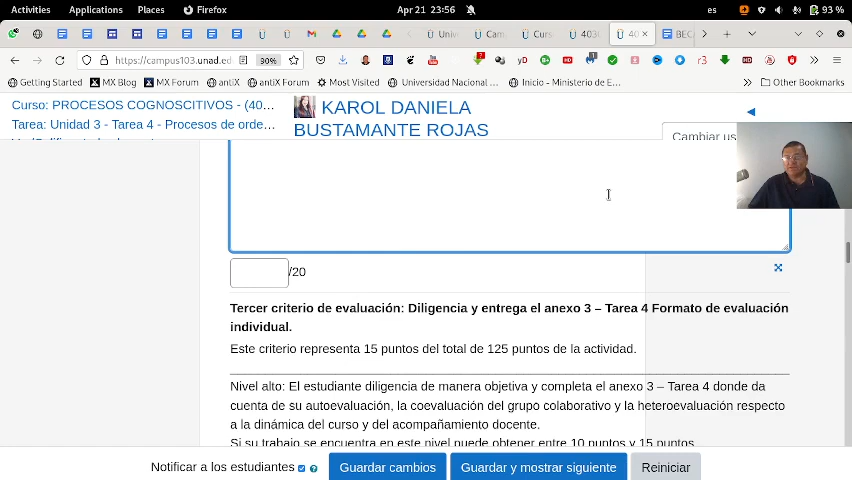 Activities Applications Places Firefox Apr 21 23:56 es 93 %
Univ Cam Curs 403 40 BEC
https://campus103.unad.ed 90%
Getting Started MX Blog MX Forum antiX antiX Forum Most Visited Universidad Nacional ... Inicio - Ministerio de E... Other Bookmarks
Curso: PROCESOS COGNOSCITIVOS - (40...
Tarea: Unidad 3 - Tarea 4 - Procesos de orde...
KAROL DANIELA
BUSTAMANTE ROJAS
Cambiar us
/20
Tercer criterio de evaluación: Diligencia y entrega el anexo 3 – Tarea 4 Formato de evaluación
individual.
Este criterio representa 15 puntos del total de 125 puntos de la actividad.
Nivel alto: El estudiante diligencia de manera objetiva y completa el anexo 3 – Tarea 4 donde da
cuenta de su autoevaluación, la coevaluación del grupo colaborativo y la heteroevaluación respecto
a la dinámica del curso y del acompañamiento docente.
Si su trabajo se encuentra en este nivel puede obtener entre 10 puntos y 15 puntos.
Notificar a los estudiantes Guardar cambios Guardar y mostrar siguiente Reiniciar